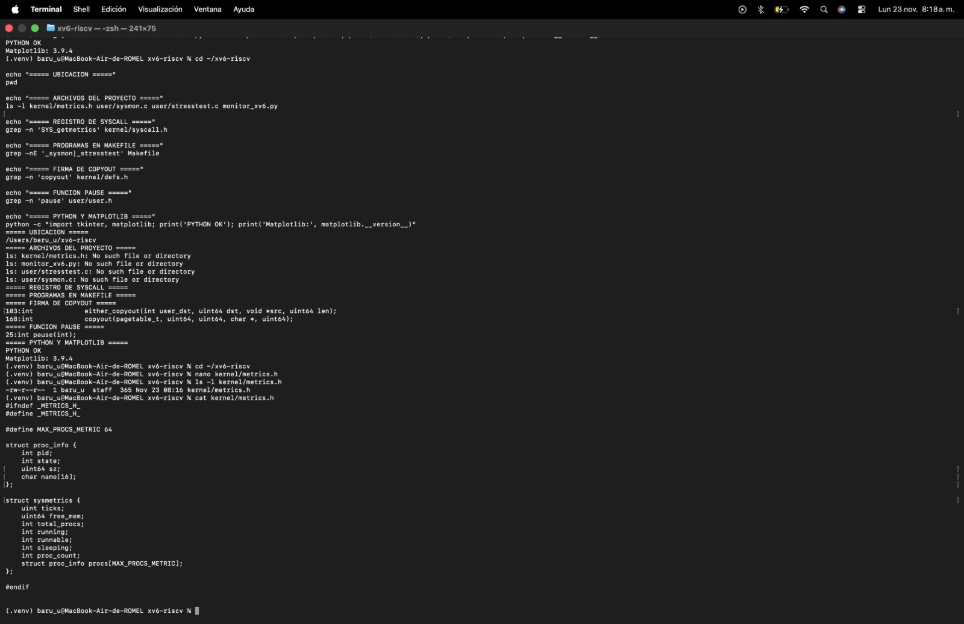 Terminal Shell Edición Visualización Ventana Ayuda Lun 23 nov. 8:18 a. m.
xv6-riscv — -zsh — 241×75
PYTHON OK
Matplotlib: 3.9.4
(.venv) baru_u@MacBook-Air-de-ROMEL xv6-riscv % cd ~/xv6-riscv
echo "===== UBICACION ====="
pwd
echo "===== ARCHIVOS DEL PROYECTO ====="
ls -l kernel/metrics.h user/sysmon.c user/stresstest.c monitor_xv6.py
echo "===== REGISTRO DE SYSCALL ====="
grep -n 'SYS_getmetrics' kernel/syscall.h
echo "===== PROGRAMAS EN MAKEFILE ====="
grep -nE '_sysmon|_stresstest' Makefile
echo "===== FIRMA DE COPYOUT ====="
grep -n 'copyout' kernel/defs.h
echo "===== FUNCION PAUSE ====="
grep -n 'pause' user/user.h
echo "===== PYTHON Y MATPLOTLIB ====="
python -c "import tkinter, matplotlib; print('PYTHON OK'); print('Matplotlib:', matplotlib.__version__)"
===== UBICACION =====
/Users/baru_u/xv6-riscv
===== ARCHIVOS DEL PROYECTO =====
ls: kernel/metrics.h: No such file or directory
ls: monitor_xv6.py: No such file or directory
ls: user/stresstest.c: No such file or directory
ls: user/sysmon.c: No such file or directory
===== REGISTRO DE SYSCALL =====
===== PROGRAMAS EN MAKEFILE =====
===== FIRMA DE COPYOUT =====
103:int either_copyout(int user_dst, uint64 dst, void *src, uint64 len);
168:int copyout(pagetable_t, uint64, uint64, char *, uint64);
===== FUNCION PAUSE =====
25:int pause(int);
===== PYTHON Y MATPLOTLIB =====
PYTHON OK
Matplotlib: 3.9.4
(.venv) baru_u@MacBook-Air-de-ROMEL xv6-riscv % cd ~/xv6-riscv
(.venv) baru_u@MacBook-Air-de-ROMEL xv6-riscv % nano kernel/metrics.h
(.venv) baru_u@MacBook-Air-de-ROMEL xv6-riscv % ls -l kernel/metrics.h
-rw-r--r-- 1 baru_u staff 365 Nov 23 08:16 kernel/metrics.h
(.venv) baru_u@MacBook-Air-de-ROMEL xv6-riscv % cat kernel/metrics.h
#ifndef _METRICS_H_
#define _METRICS_H_
#define MAX_PROCS_METRIC 64
struct proc_info {
int pid;
int state;
uint64 sz;
char name[16];
};
struct sysmetrics {
uint ticks;
uint64 free_mem;
int total_procs;
int running;
int runnable;
int sleeping;
int proc_count;
struct proc_info procs[MAX_PROCS_METRIC];
};
#endif
(.venv) baru_u@MacBook-Air-de-ROMEL xv6-riscv %